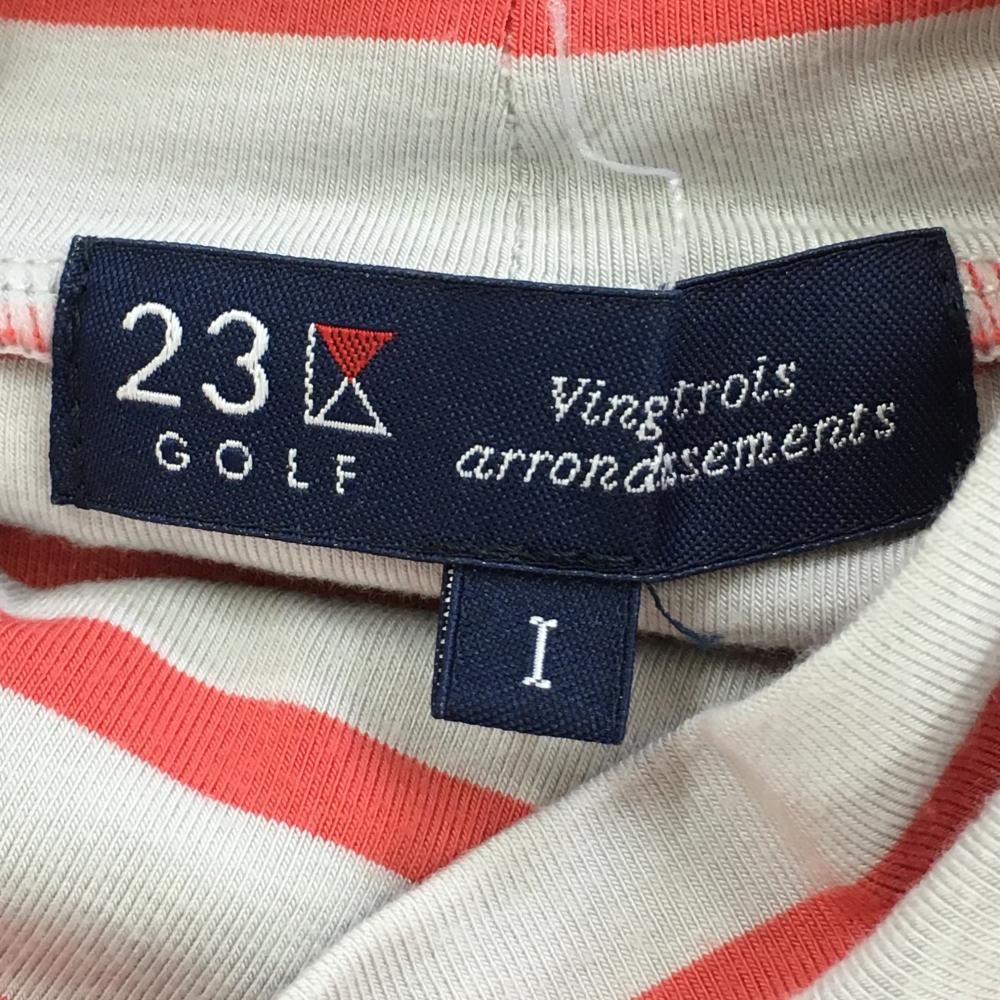 23
GOLF
Vingtrois
arrondissements
I